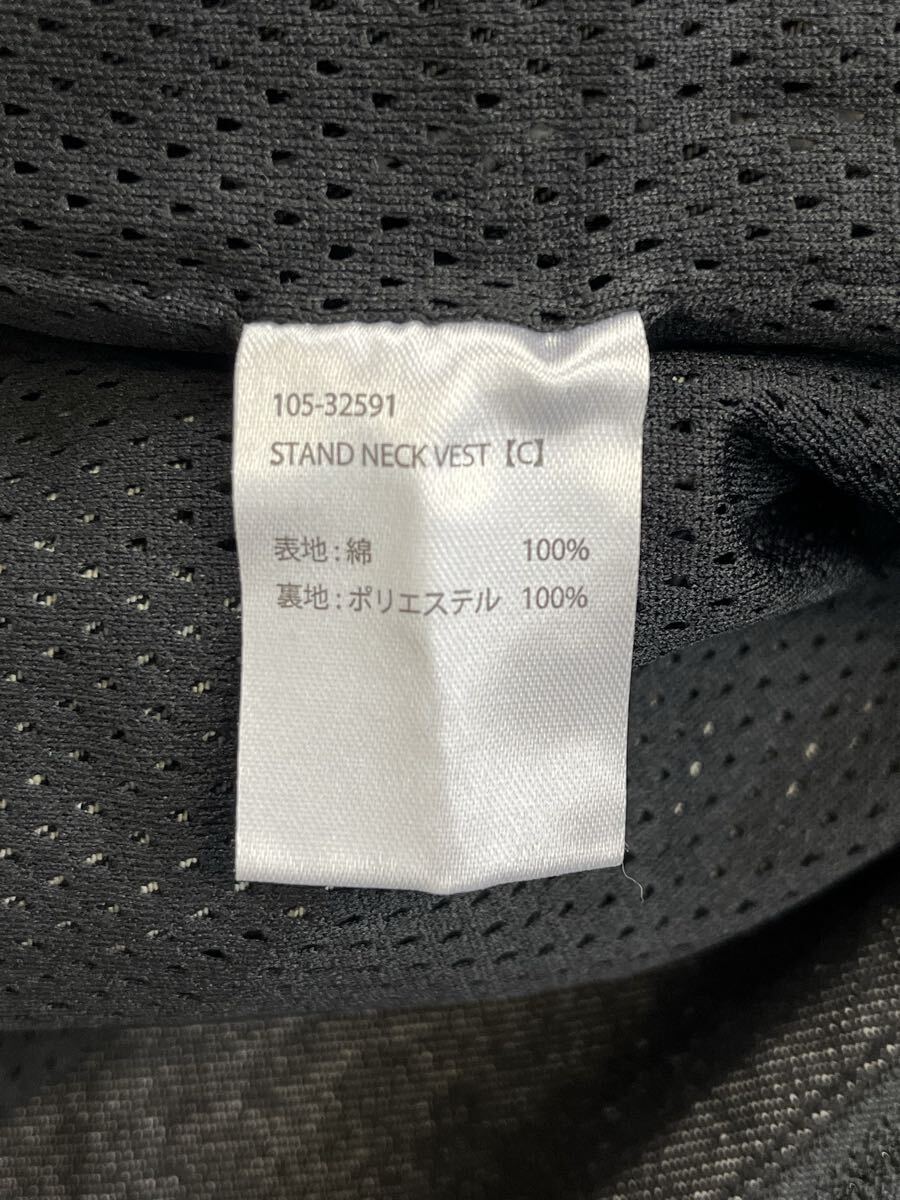 105-32591
STAND NECK VEST【C】
表地:綿 100%
裏地:ポリエステル 100%